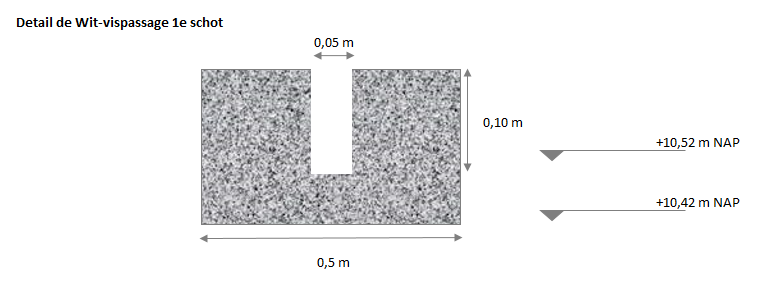 Detail de Wit-vispassage 1e schot
0,05 m
0,10 m
+10,52 m NAP
+10,42 m NAP
0,5 m